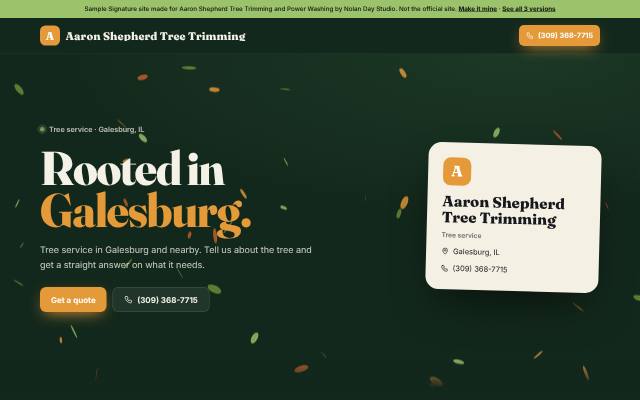 Sample Signature site made for Aaron Shepherd Tree Trimming and Power Washing by Nolan Day Studio. Not the official site. Make it mine · See all 3 versions
A Aaron Shepherd Tree Trimming
(309) 368-7715
Tree service · Galesburg, IL
Rooted in
Galesburg.
Tree service in Galesburg and nearby. Tell us about the tree and
get a straight answer on what it needs.
Get a quote
(309) 368-7715
A
Aaron Shepherd
Tree Trimming
Tree service
Galesburg, IL
(309) 368-7715